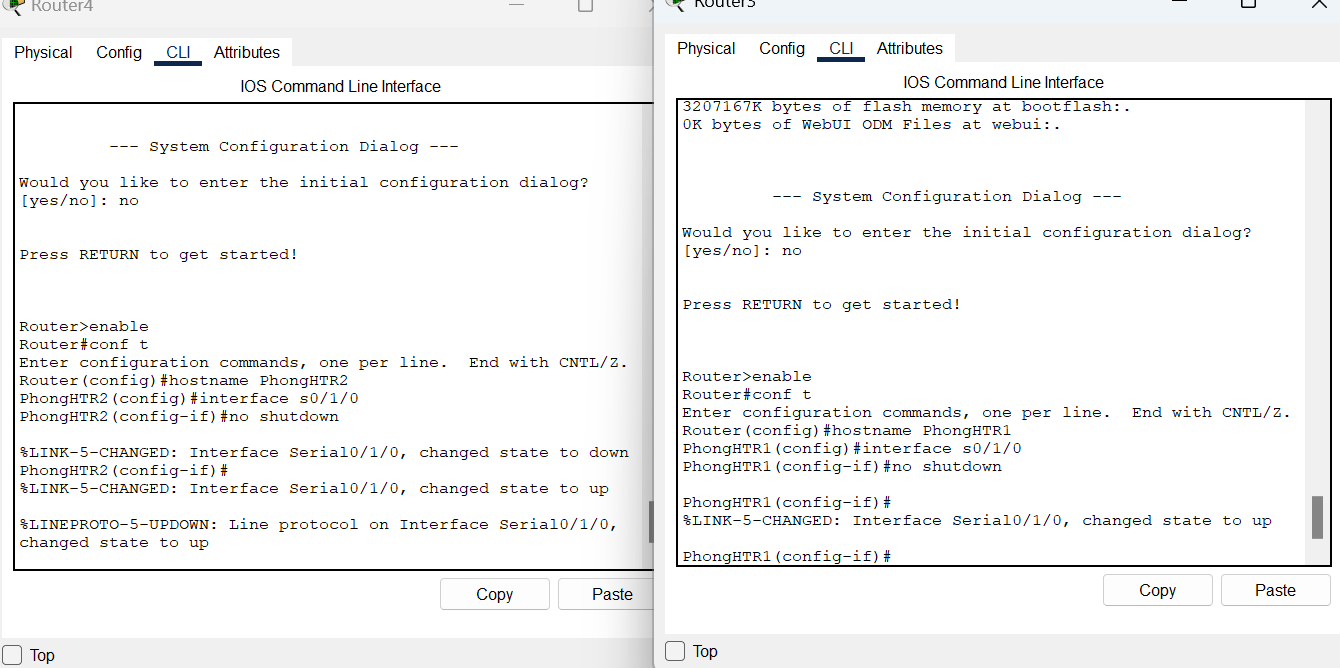 Router4
Physical Config CLI Attributes
IOS Command Line Interface
--- System Configuration Dialog ---
Would you like to enter the initial configuration dialog?
[yes/no]: no
Press RETURN to get started!
Router>enable
Router#conf t
Enter configuration commands, one per line.  End with CNTL/Z.
Router(config)#hostname PhongHTR2
PhongHTR2(config)#interface s0/1/0
PhongHTR2(config-if)#no shutdown
%LINK-5-CHANGED: Interface Serial0/1/0, changed state to down
PhongHTR2(config-if)#
%LINK-5-CHANGED: Interface Serial0/1/0, changed state to up
%LINEPROTO-5-UPDOWN: Line protocol on Interface Serial0/1/0,
changed state to up
Copy Paste
Top
Router3
Physical Config CLI Attributes
IOS Command Line Interface
3207167K bytes of flash memory at bootflash:.
0K bytes of WebUI ODM Files at webui:.
--- System Configuration Dialog ---
Would you like to enter the initial configuration dialog?
[yes/no]: no
Press RETURN to get started!
Router>enable
Router#conf t
Enter configuration commands, one per line.  End with CNTL/Z.
Router(config)#hostname PhongHTR1
PhongHTR1(config)#interface s0/1/0
PhongHTR1(config-if)#no shutdown
PhongHTR1(config-if)#
%LINK-5-CHANGED: Interface Serial0/1/0, changed state to up
PhongHTR1(config-if)#
Copy Paste
Top